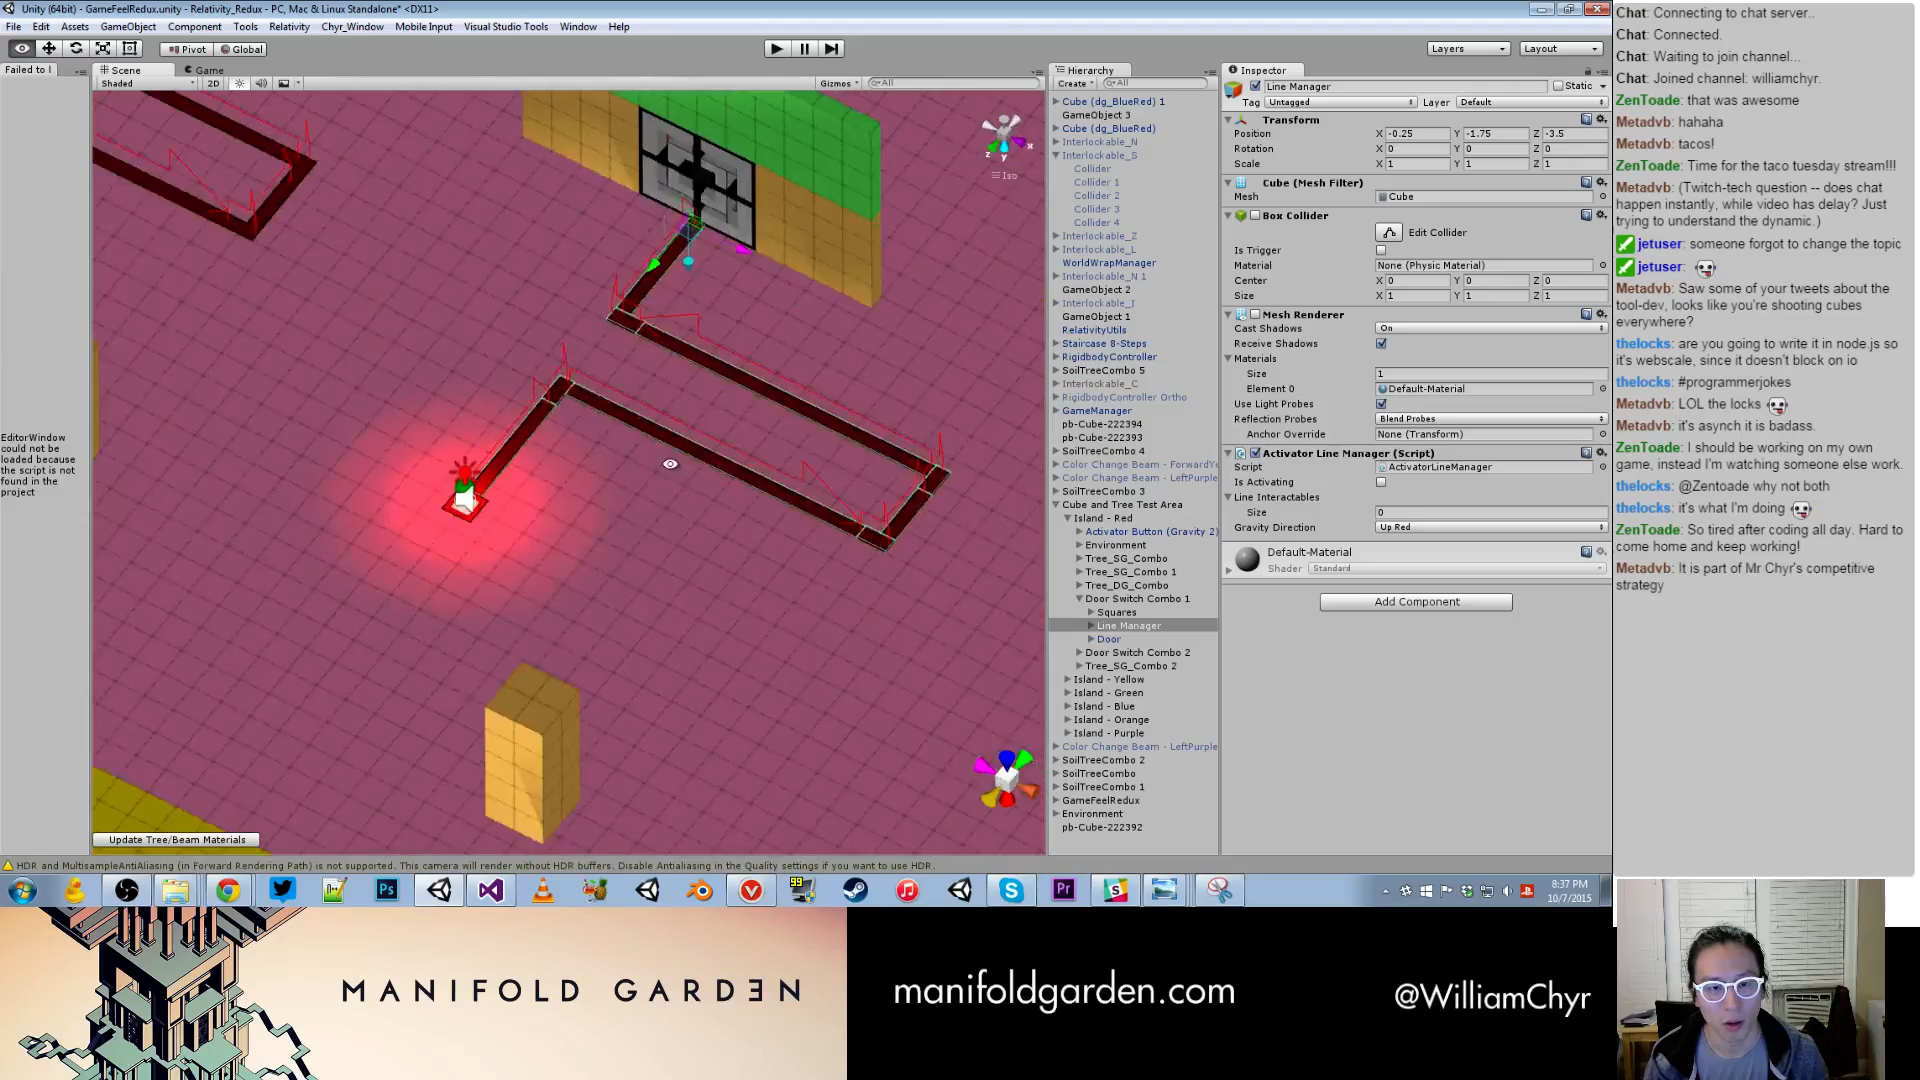 Unity (64bit) - GameFeelRedux.unity - Relativity_Redux - PC, Mac & Linux Standalone* <DX11>
File Edit Assets GameObject Component Tools Relativity Chyr_Window Mobile Input Visual Studio Tools Window Help
Pivot Global
Layers Layout
Failed to l
Scene Game
Shaded 2D Gizmos All
Iso
EditorWindow
could not be
loaded because
the script is not
found in the
project
Update Tree/Beam Materials
Hierarchy
Create All
Cube (dg_BlueRed) 1
GameObject 3
Cube (dg_BlueRed)
Interlockable_N
Interlockable_S
Collider
Collider 1
Collider 2
Collider 3
Collider 4
Interlockable_Z
Interlockable_L
WorldWrapManager
Interlockable_N 1
GameObject 2
Interlockable_I
GameObject 1
RelativityUtils
Staircase 8-Steps
RigidbodyController
SoilTreeCombo 5
Interlockable_C
RigidbodyController Ortho
GameManager
pb-Cube-222394
pb-Cube-222393
SoilTreeCombo 4
Color Change Beam - ForwardYe
Color Change Beam - LeftPurple
SoilTreeCombo 3
Cube and Tree Test Area
Island - Red
Activator Button (Gravity 2)
Environment
Tree_SG_Combo
Tree_SG_Combo 1
Tree_DG_Combo
Door Switch Combo 1
Squares
Line Manager
Door
Door Switch Combo 2
Tree_SG_Combo 2
Island - Yellow
Island - Green
Island - Blue
Island - Orange
Island - Purple
Color Change Beam - LeftPurple
SoilTreeCombo 2
SoilTreeCombo
SoilTreeCombo 1
GameFeelRedux
Environment
pb-Cube-222392
Inspector
Line Manager Static
Tag Untagged Layer Default
Transform
Position X -0.25 Y -1.75 Z -3.5
Rotation X 0 Y 0 Z 0
Scale X 1 Y 1 Z 1
Cube (Mesh Filter)
Mesh Cube
Box Collider
Edit Collider
Is Trigger
Material None (Physic Material)
Center X 0 Y 0 Z 0
Size X 1 Y 1 Z 1
Mesh Renderer
Cast Shadows On
Receive Shadows
Materials
Size 1
Element 0 Default-Material
Use Light Probes
Reflection Probes Blend Probes
Anchor Override None (Transform)
Activator Line Manager (Script)
Script ActivatorLineManager
Is Activating
Line Interactables
Size 0
Gravity Direction Up Red
Default-Material
Shader Standard
Add Component
HDR and MultisampleAntiAliasing (in Forward Rendering Path) is not supported. This camera will render without HDR buffers. Disable Antialiasing in the Quality settings if you want to use HDR.
8:37 PM
10/7/2015
Chat: Connecting to chat server..
Chat: Connected.
Chat: Waiting to join channel...
Chat: Joined channel: williamchyr.
ZenToade: that was awesome
Metadvb: hahaha
Metadvb: tacos!
ZenToade: Time for the taco tuesday stream!!!
Metadvb: (Twitch-tech question -- does chat
happen instantly, while video has delay? Just
trying to understand the dynamic.)
jetuser: someone forgot to change the topic
jetuser:
Metadvb: Saw some of your tweets about the
tool-dev, looks like you're shooting cubes
everywhere?
thelocks: are you going to write it in node.js so
it's webscale, since it doesn't block on io
thelocks: #programmerjokes
Metadvb: LOL the locks
Metadvb: it's asynch it is badass.
ZenToade: I should be working on my own
game, instead I'm watching someone else work.
thelocks: @Zentoade why not both
thelocks: it's what I'm doing
ZenToade: So tired after coding all day. Hard to
come home and keep working!
Metadvb: It is part of Mr Chyr's competitive
strategy
MANIFOLD GARDƎN
manifoldgarden.com
@WilliamChyr